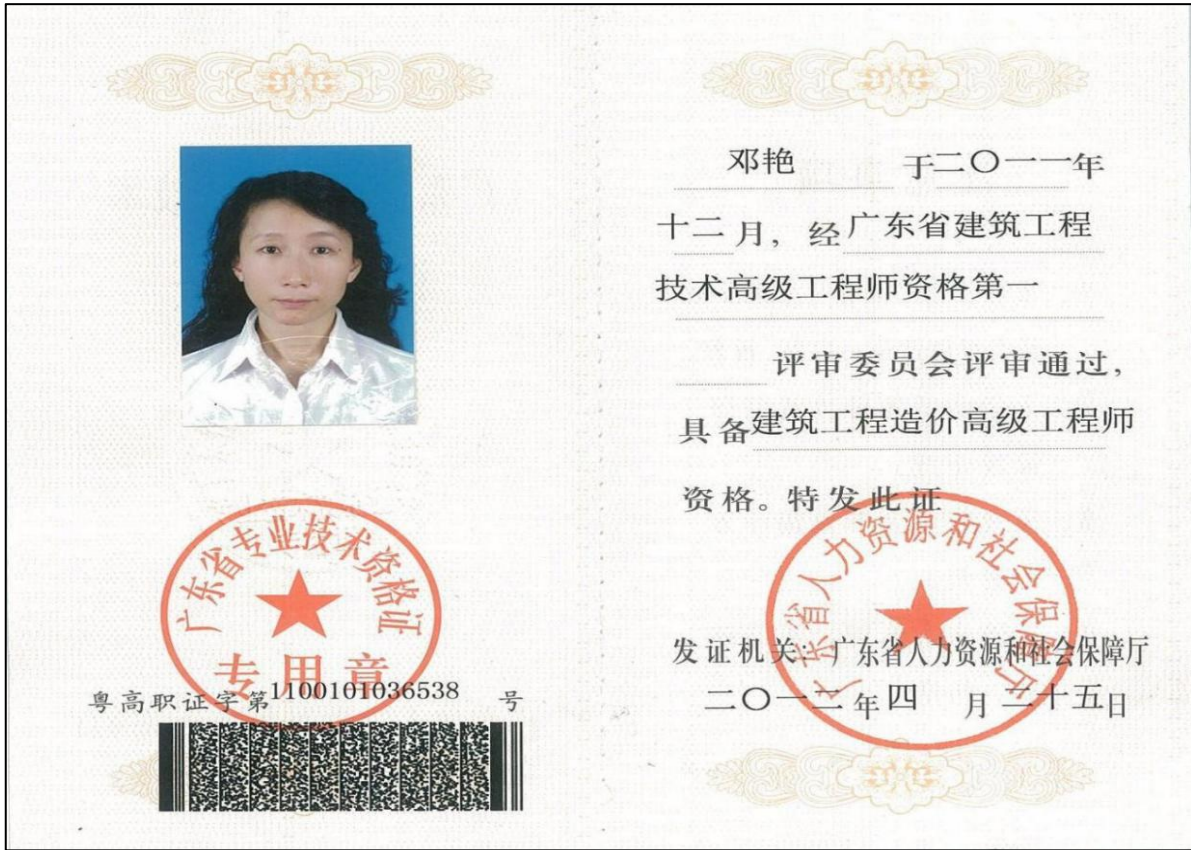 广东省专业技术资格证
专用章
粤高职证字第1100101036538号
邓艳 于二〇一一年
十二月，经广东省建筑工程
技术高级工程师资格第一
评审委员会评审通过，
具备建筑工程造价高级工程师
资格。特发此证
广东省人力资源和社会保障厅
发证机关：广东省人力资源和社会保障厅
二〇一二年四月二十五日